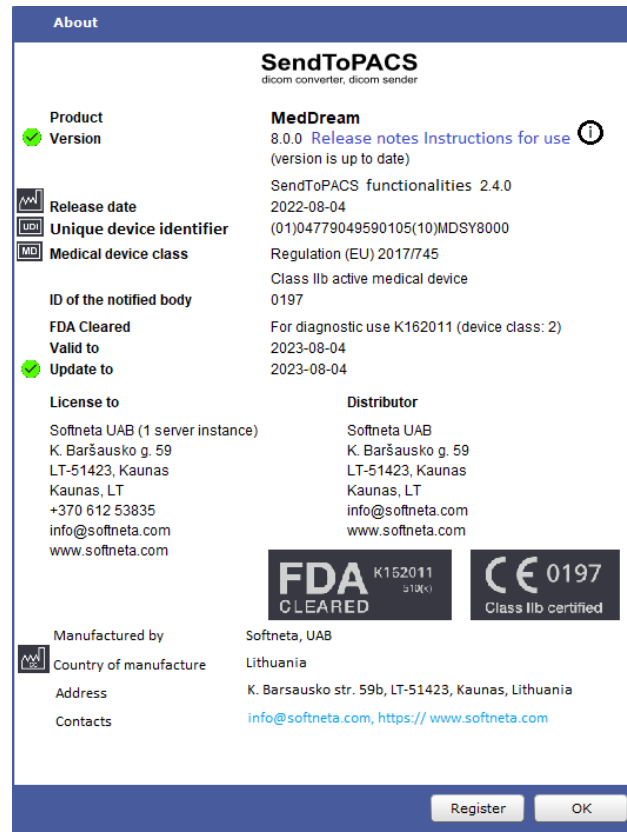 About
SendToPACS
dicom converter, dicom sender
Product MedDream
Version 8.0.0 Release notes Instructions for use i
(version is up to date)
SendToPACS functionalities 2.4.0
Release date 2022-08-04
UDI Unique device identifier (01)04779049590105(10)MDSY8000
MD Medical device class Regulation (EU) 2017/745
Class IIb active medical device
ID of the notified body 0197
FDA Cleared For diagnostic use K162011 (device class: 2)
Valid to 2023-08-04
Update to 2023-08-04
License to
Softneta UAB (1 server instance)
K. Baršausko g. 59
LT-51423, Kaunas
Kaunas, LT
+370 612 53835
info@softneta.com
www.softneta.com
Distributor
Softneta UAB
K. Baršausko g. 59
LT-51423, Kaunas
Kaunas, LT
info@softneta.com
www.softneta.com
FDA K162011
510(k)
CLEARED
CE 0197
Class IIb certified
Manufactured by Softneta, UAB
Country of manufacture Lithuania
Address K. Barsausko str. 59b, LT-51423, Kaunas, Lithuania
Contacts info@softneta.com, https:// www.softneta.com
Register OK